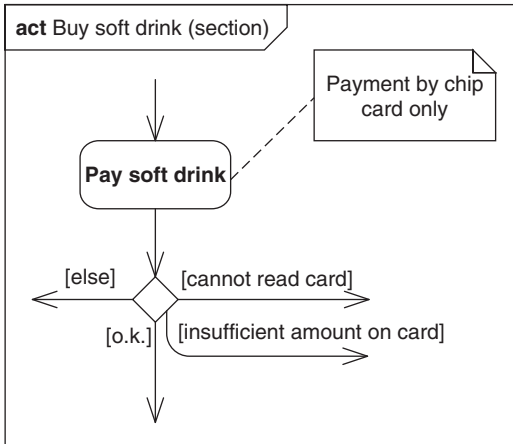 act Buy soft drink (section)
Payment by chip
card only
Pay soft drink
[else]
[cannot read card]
[o.k.]
[insufficient amount on card]